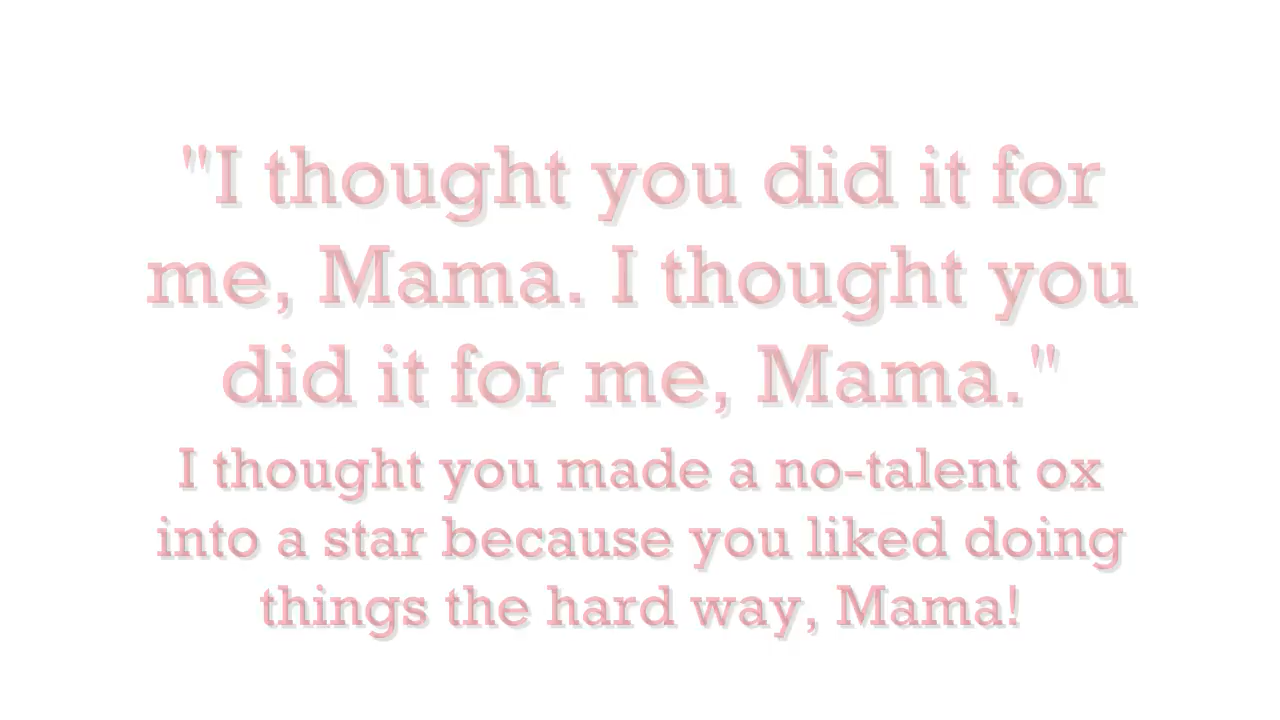 "I thought you did it for
me, Mama. I thought you
did it for me, Mama."
I thought you made a no-talent ox
into a star because you liked doing
things the hard way, Mama!